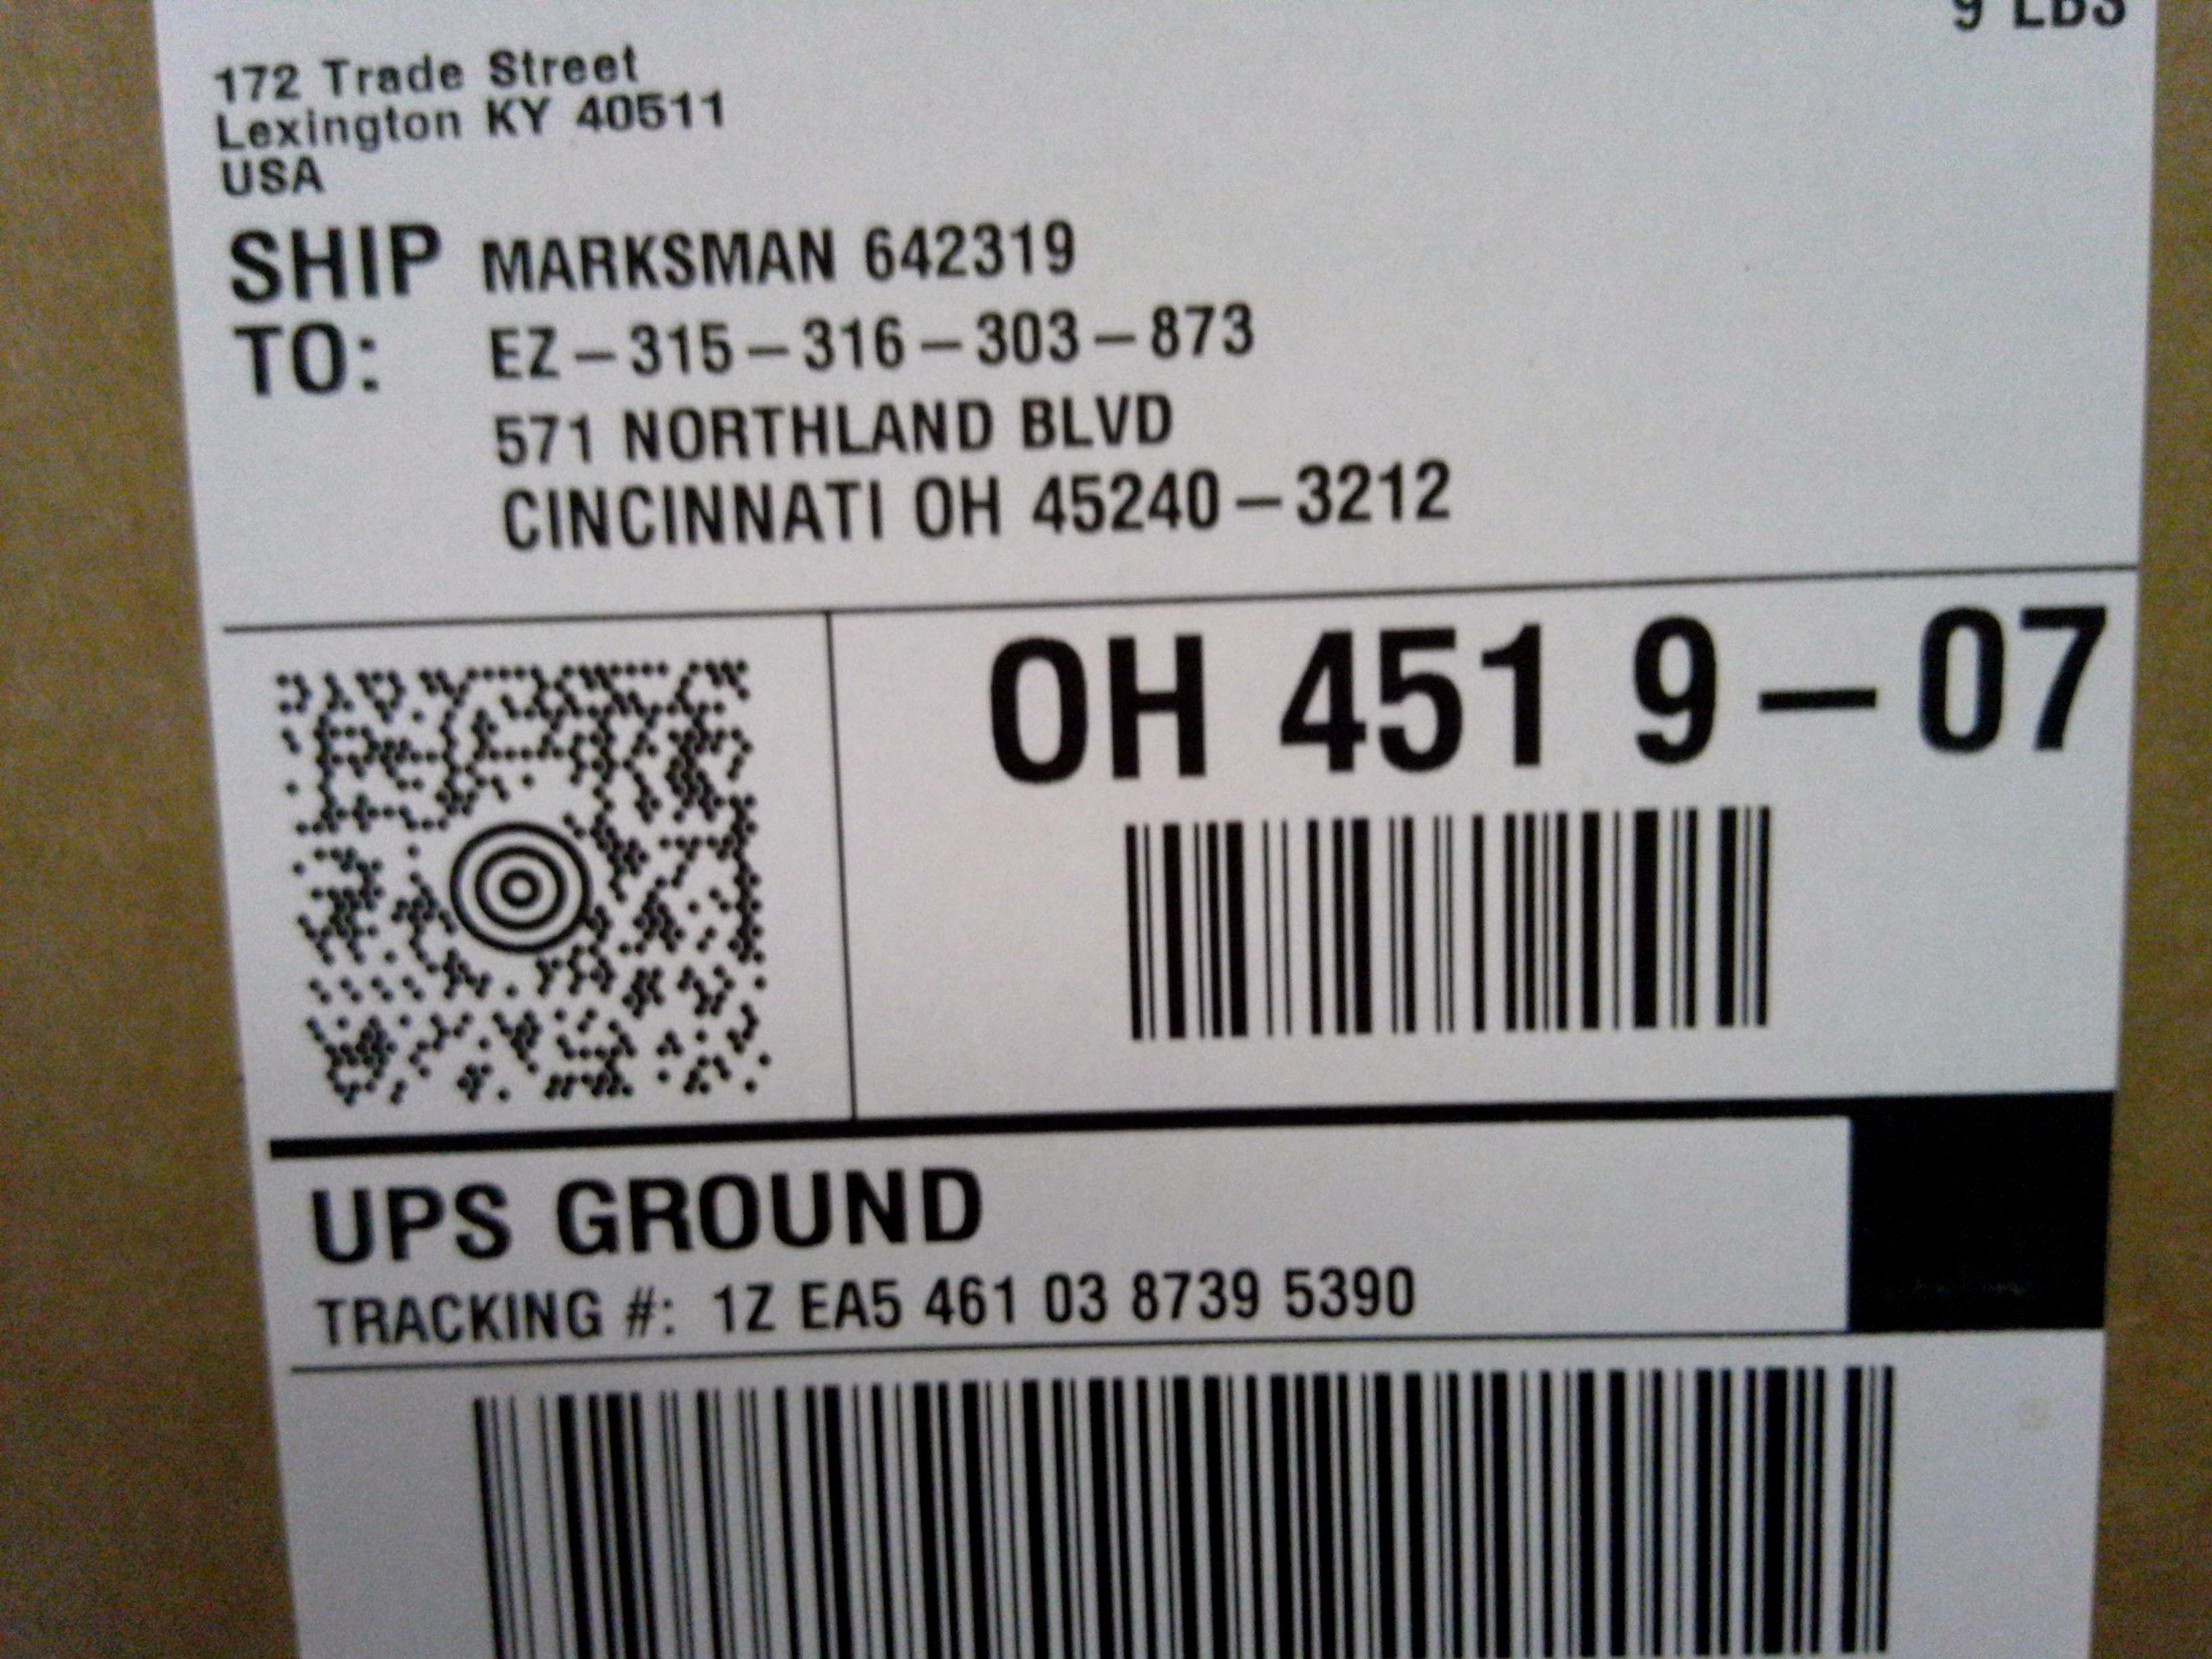 9 LBS
172 Trade Street
Lexington KY 40511
USA
SHIP TO: MARKSMAN 642319
EZ-315-316-303-873
571 NORTHLAND BLVD
CINCINNATI OH 45240-3212
OH 451 9-07
UPS GROUND
TRACKING #: 1Z EA5 461 03 8739 5390